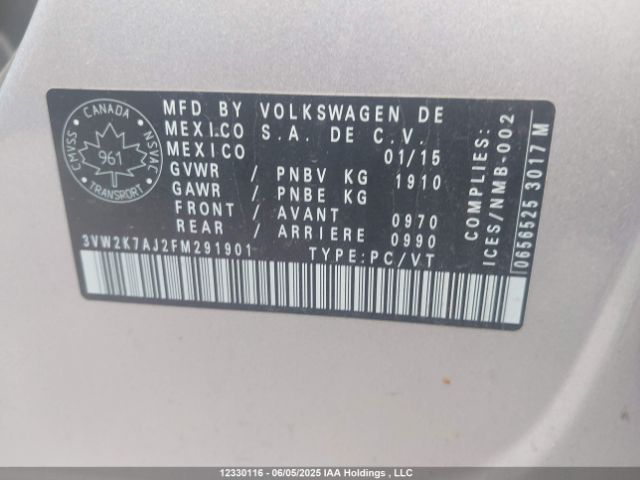 CANADA
CMVSS
NSVAC
961
TRANSPORT
MFD BY VOLKSWAGEN DE
MEXICO S.A. DE C.V.
MEXICO 01/15
GVWR / PNBV KG 1910
GAWR / PNBE KG
FRONT / AVANT 0970
REAR / ARRIERE 0990
3VW2K7AJ2FM291901 TYPE:PC/VT
COMPLIES:
ICES/NMB-002
0656525 3017 M
12330116 - 06/05/2025 IAA Holdings , LLC